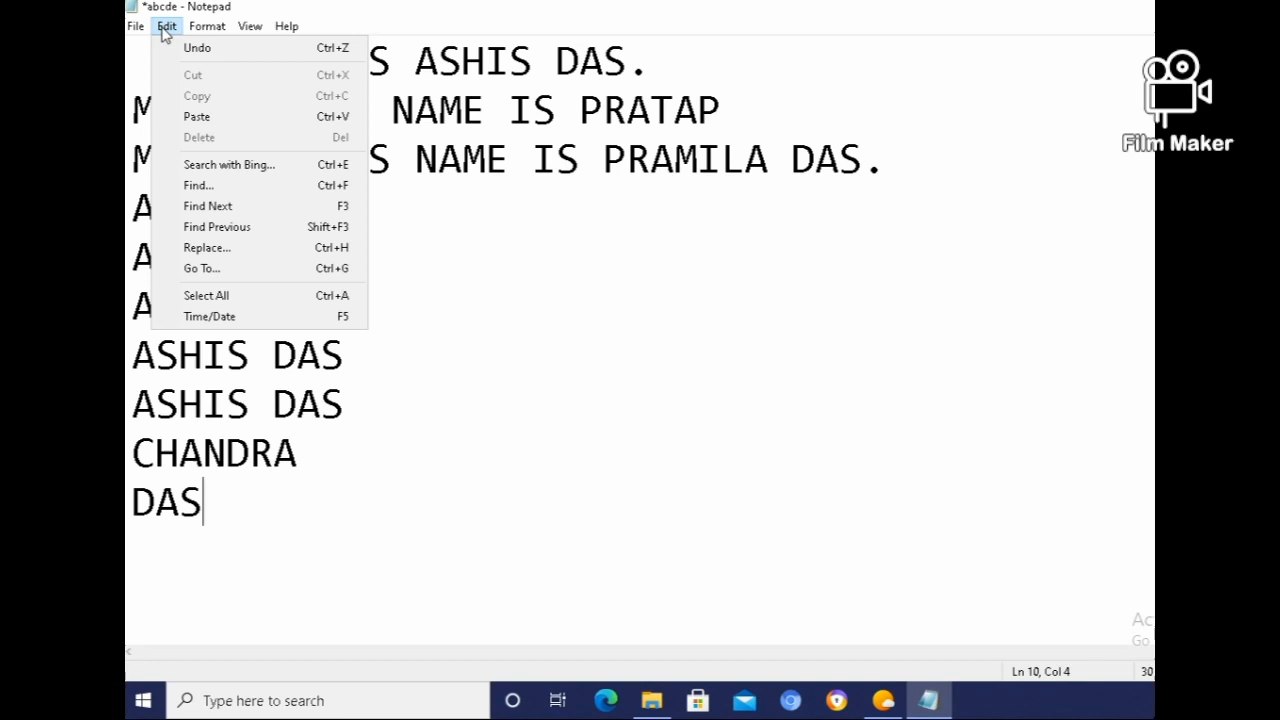 *abcde - Notepad
File Edit Format View Help
Undo Ctrl+Z
Cut Ctrl+X
Copy Ctrl+C
Paste Ctrl+V
Delete Del
Search with Bing... Ctrl+E
Find... Ctrl+F
Find Next F3
Find Previous Shift+F3
Replace... Ctrl+H
Go To... Ctrl+G
Select All Ctrl+A
Time/Date F5
S ASHIS DAS.
M NAME IS PRATAP
M S NAME IS PRAMILA DAS.
A
A
A
ASHIS DAS
ASHIS DAS
CHANDRA
DAS
Film Maker
Go
Ln 10, Col 4
Type here to search